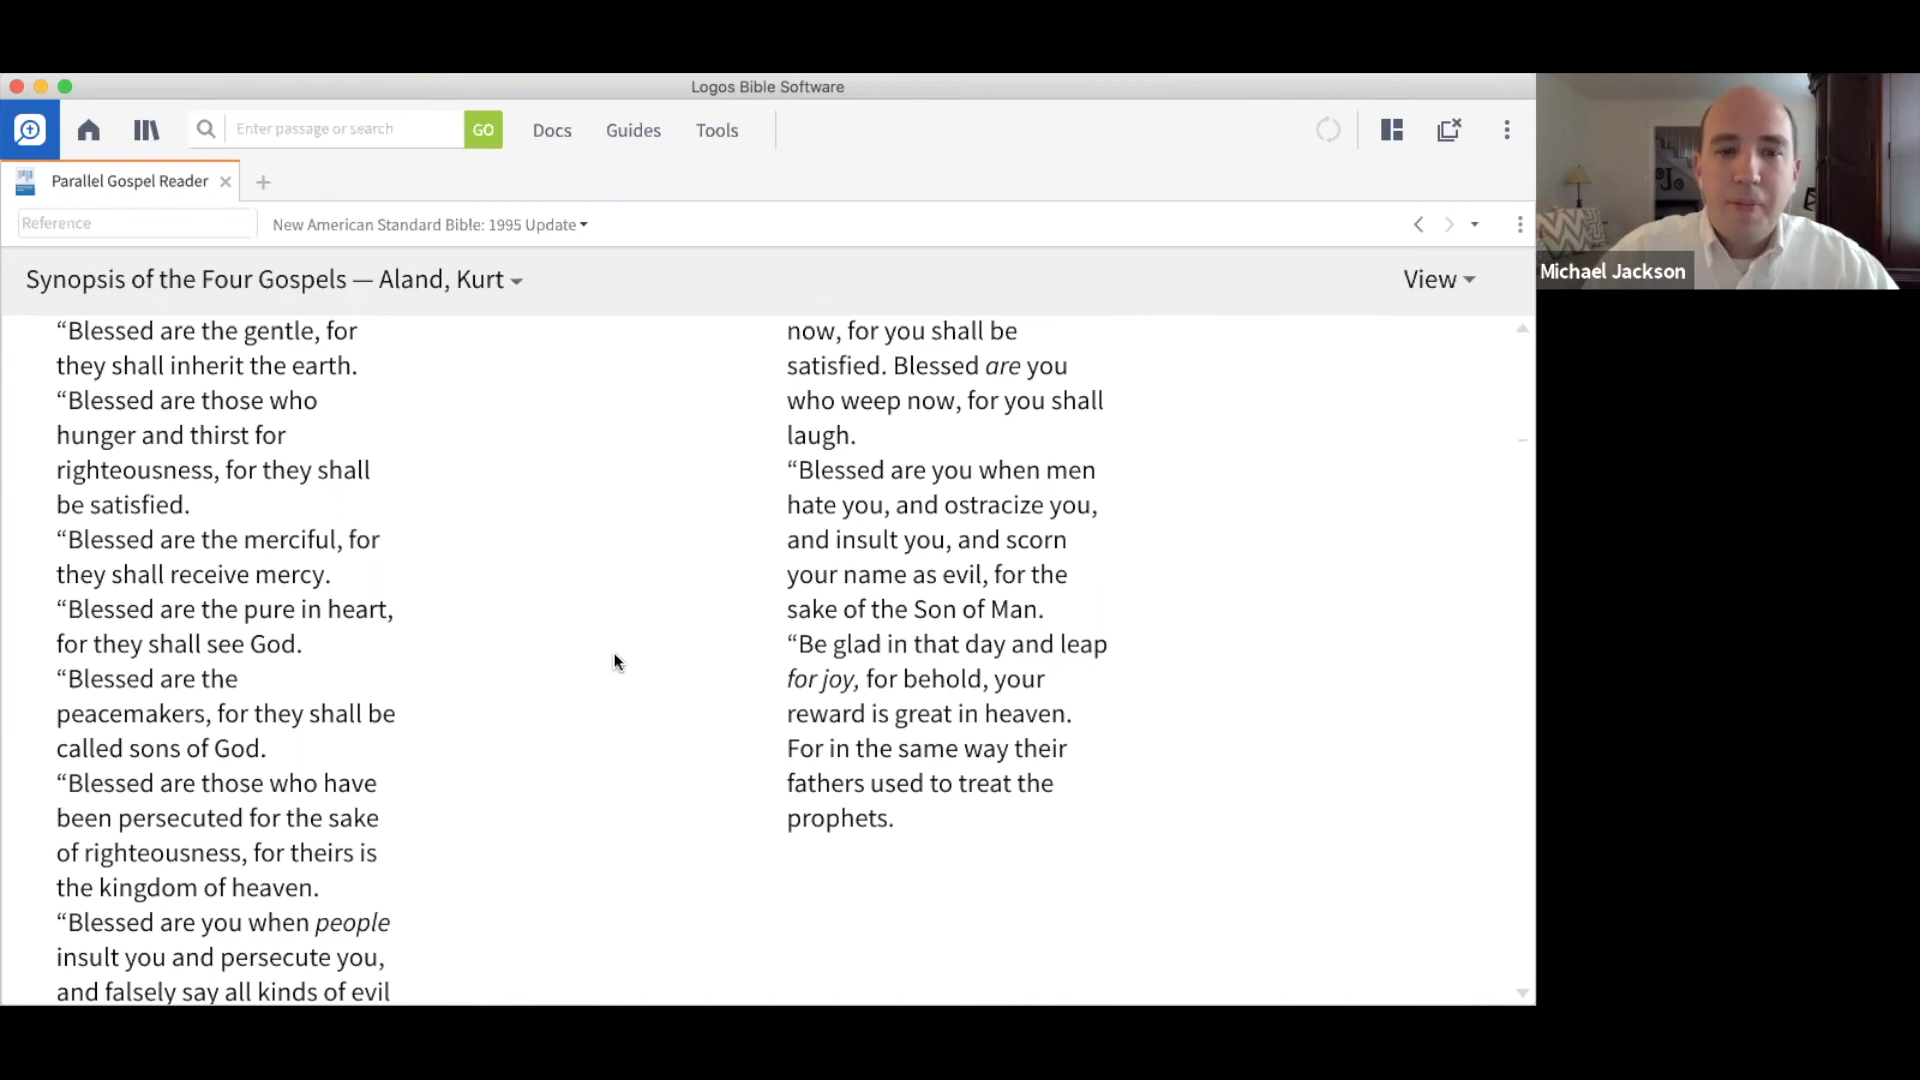 Logos Bible Software
Enter passage or search
GO
Docs
Guides
Tools
Parallel Gospel Reader
Reference
New American Standard Bible: 1995 Update
Synopsis of the Four Gospels — Aland, Kurt
View
“Blessed are the gentle, for
they shall inherit the earth.
“Blessed are those who
hunger and thirst for
righteousness, for they shall
be satisfied.
“Blessed are the merciful, for
they shall receive mercy.
“Blessed are the pure in heart,
for they shall see God.
“Blessed are the
peacemakers, for they shall be
called sons of God.
“Blessed are those who have
been persecuted for the sake
of righteousness, for theirs is
the kingdom of heaven.
“Blessed are you when people
insult you and persecute you,
and falsely say all kinds of evil
now, for you shall be
satisfied. Blessed are you
who weep now, for you shall
laugh.
“Blessed are you when men
hate you, and ostracize you,
and insult you, and scorn
your name as evil, for the
sake of the Son of Man.
“Be glad in that day and leap
for joy, for behold, your
reward is great in heaven.
For in the same way their
fathers used to treat the
prophets.
Michael Jackson